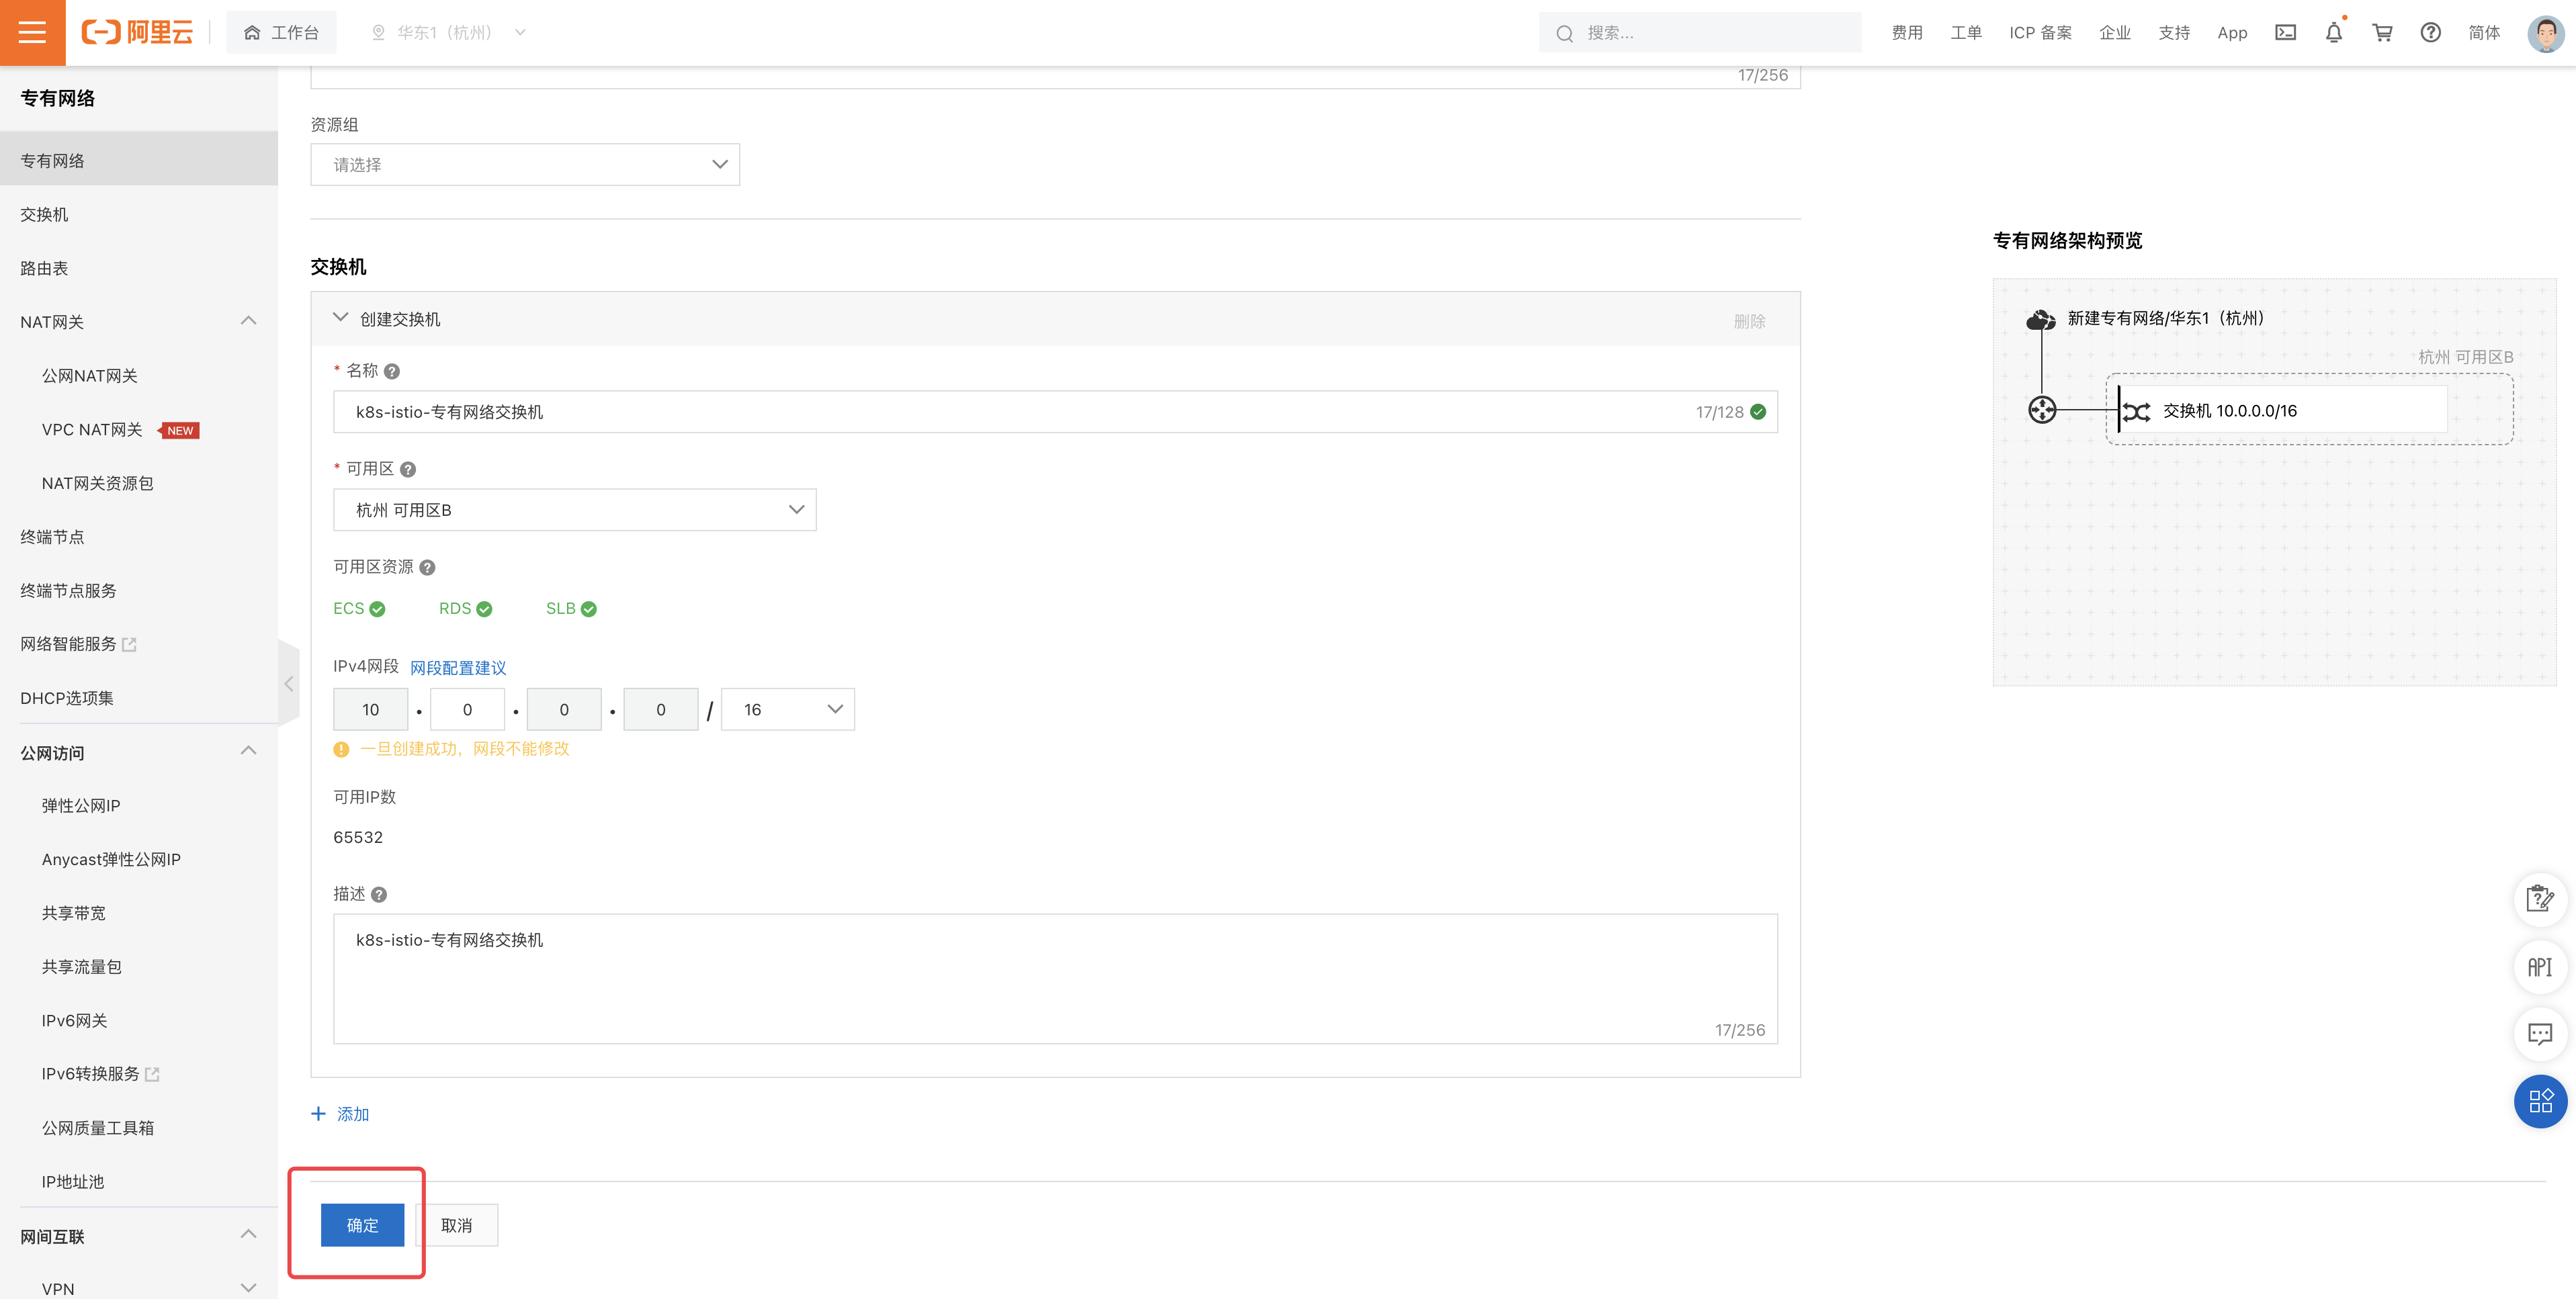 阿里云
工作台
华东1（杭州）
搜索...
费用
工单
ICP 备案
企业
支持
App
简体
专有网络
专有网络
交换机
路由表
NAT网关
公网NAT网关
VPC NAT网关
NEW
NAT网关资源包
终端节点
终端节点服务
网络智能服务
DHCP选项集
公网访问
弹性公网IP
Anycast弹性公网IP
共享带宽
共享流量包
IPv6网关
IPv6转换服务
公网质量工具箱
IP地址池
网间互联
VPN
17/256
资源组
请选择
交换机
创建交换机
删除
* 名称
k8s-istio-专有网络交换机
17/128
* 可用区
杭州 可用区B
可用区资源
ECS
RDS
SLB
IPv4网段 网段配置建议
10 . 0 . 0 . 0 / 16
一旦创建成功，网段不能修改
可用IP数
65532
描述
k8s-istio-专有网络交换机
17/256
+ 添加
确定
取消
专有网络架构预览
新建专有网络/华东1（杭州）
杭州 可用区B
交换机 10.0.0.0/16
API